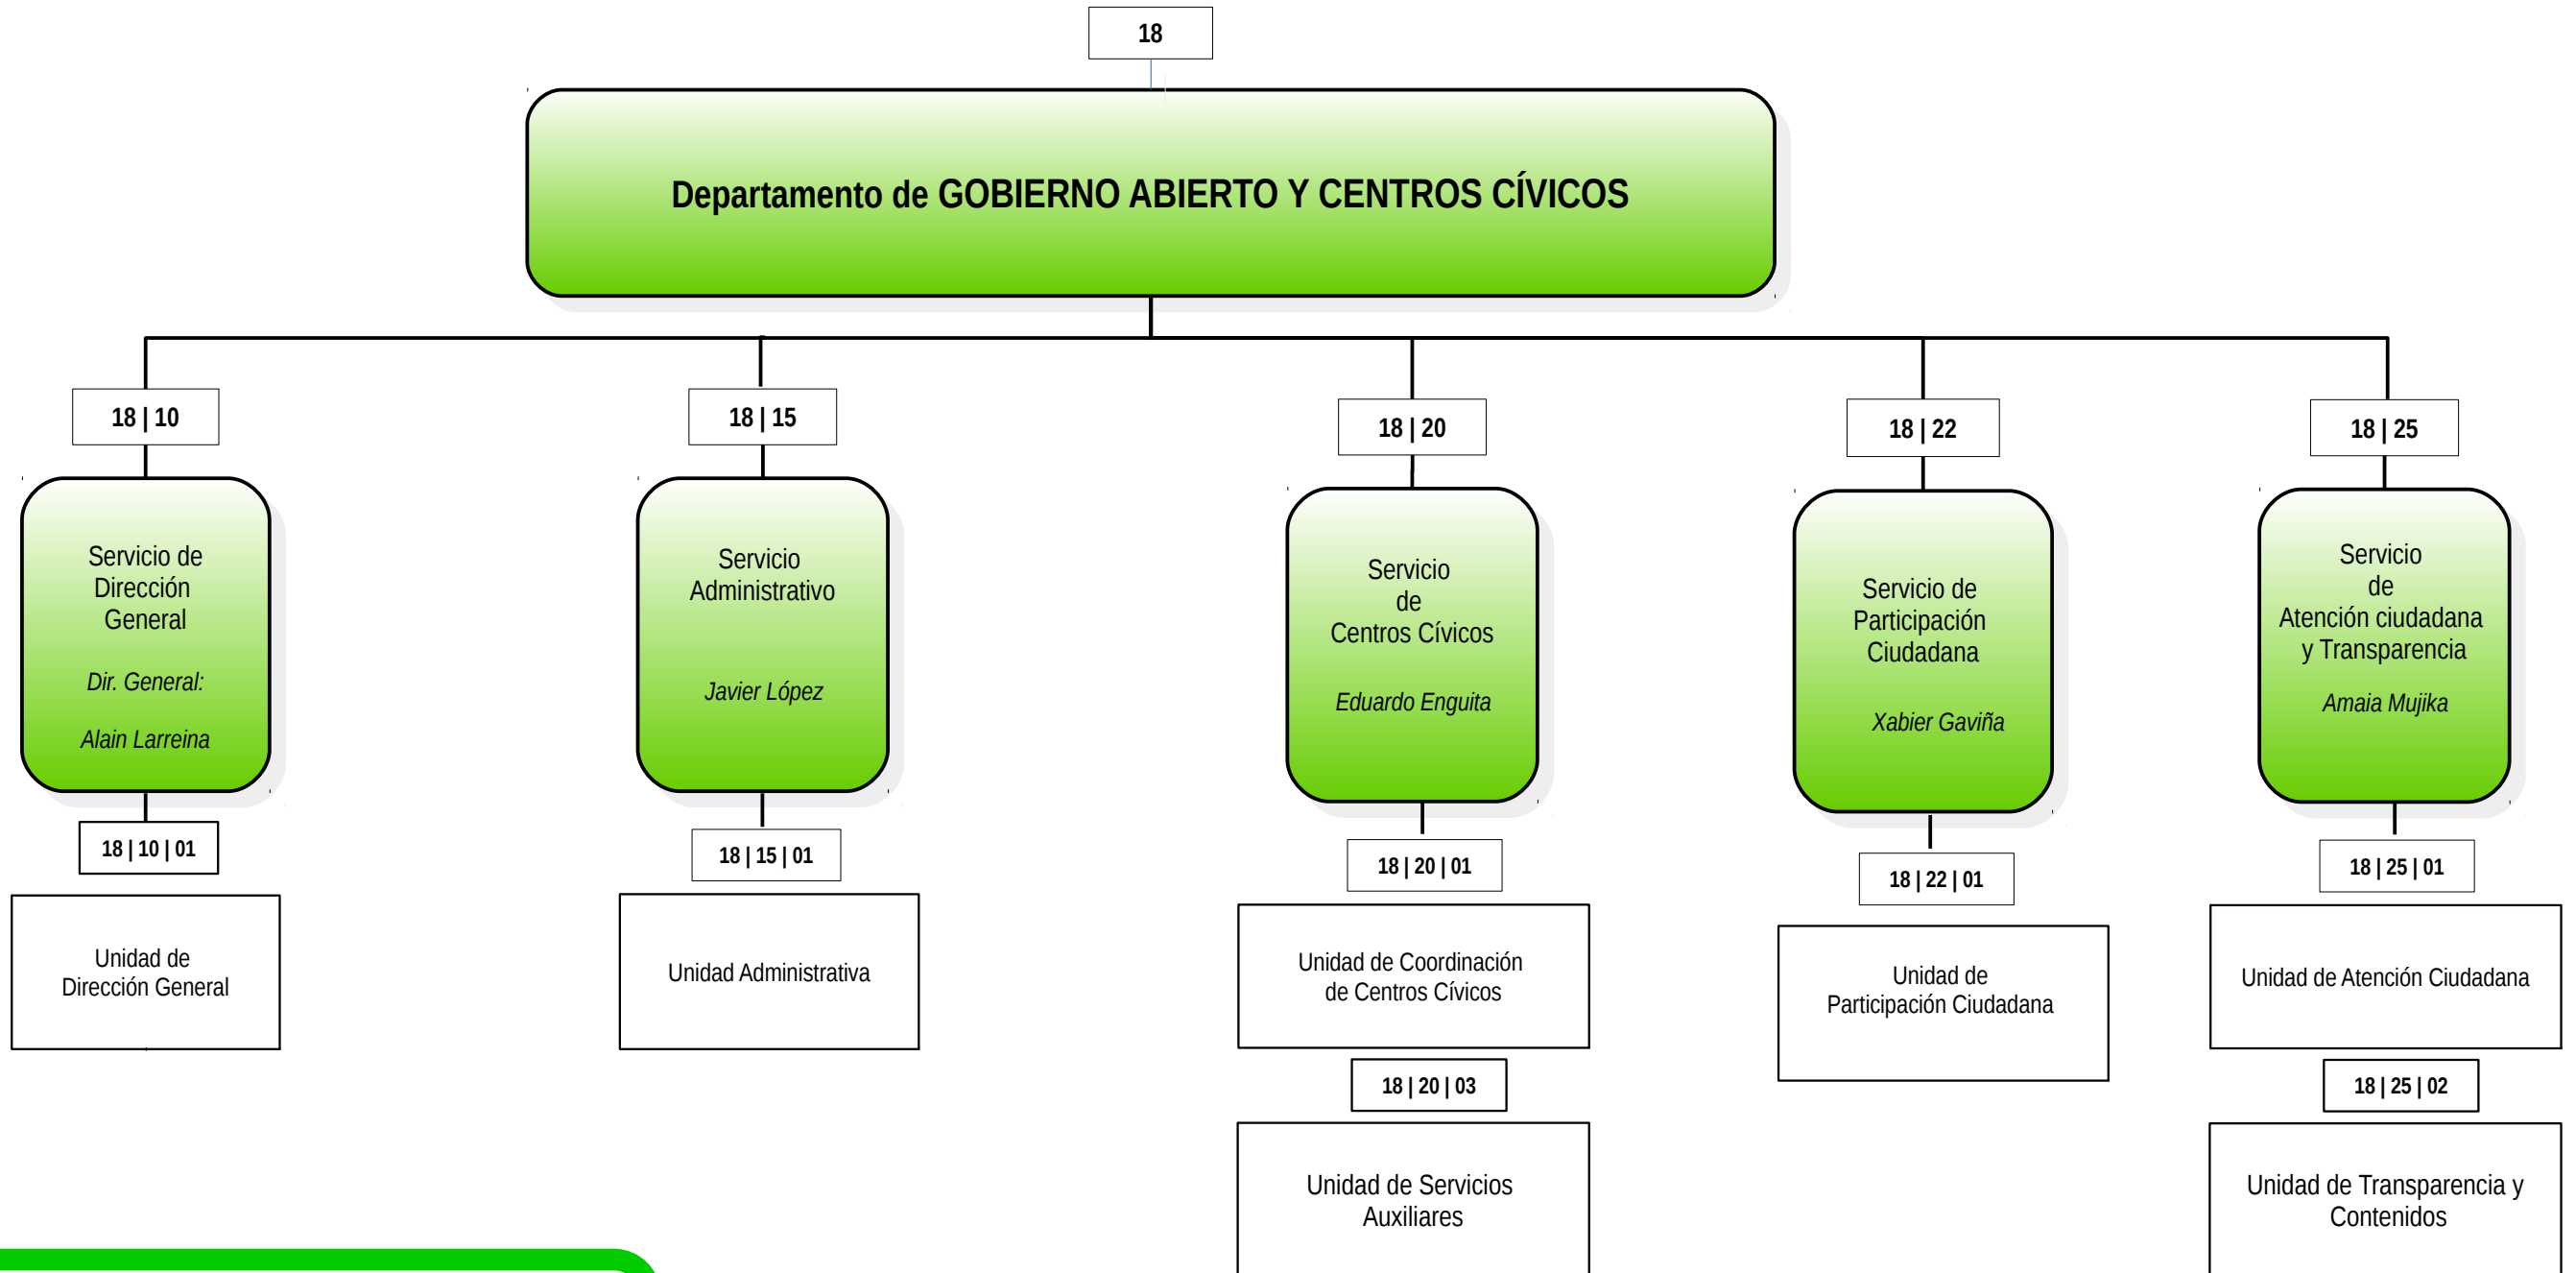 18
Departamento de GOBIERNO ABIERTO Y CENTROS CÍVICOS
18 | 10
Servicio de
Dirección
General
Dir. General:
Alain Larreina
18 | 10 | 01
Unidad de
Dirección General
18 | 15
Servicio
Administrativo
Javier López
18 | 15 | 01
Unidad Administrativa
18 | 20
Servicio
de
Centros Cívicos
Eduardo Enguita
18 | 20 | 01
Unidad de Coordinación
de Centros Cívicos
18 | 20 | 03
Unidad de Servicios
Auxiliares
18 | 22
Servicio de
Participación
Ciudadana
Xabier Gaviña
18 | 22 | 01
Unidad de
Participación Ciudadana
18 | 25
Servicio
de
Atención ciudadana
y Transparencia
Amaia Mujika
18 | 25 | 01
Unidad de Atención Ciudadana
18 | 25 | 02
Unidad de Transparencia y
Contenidos